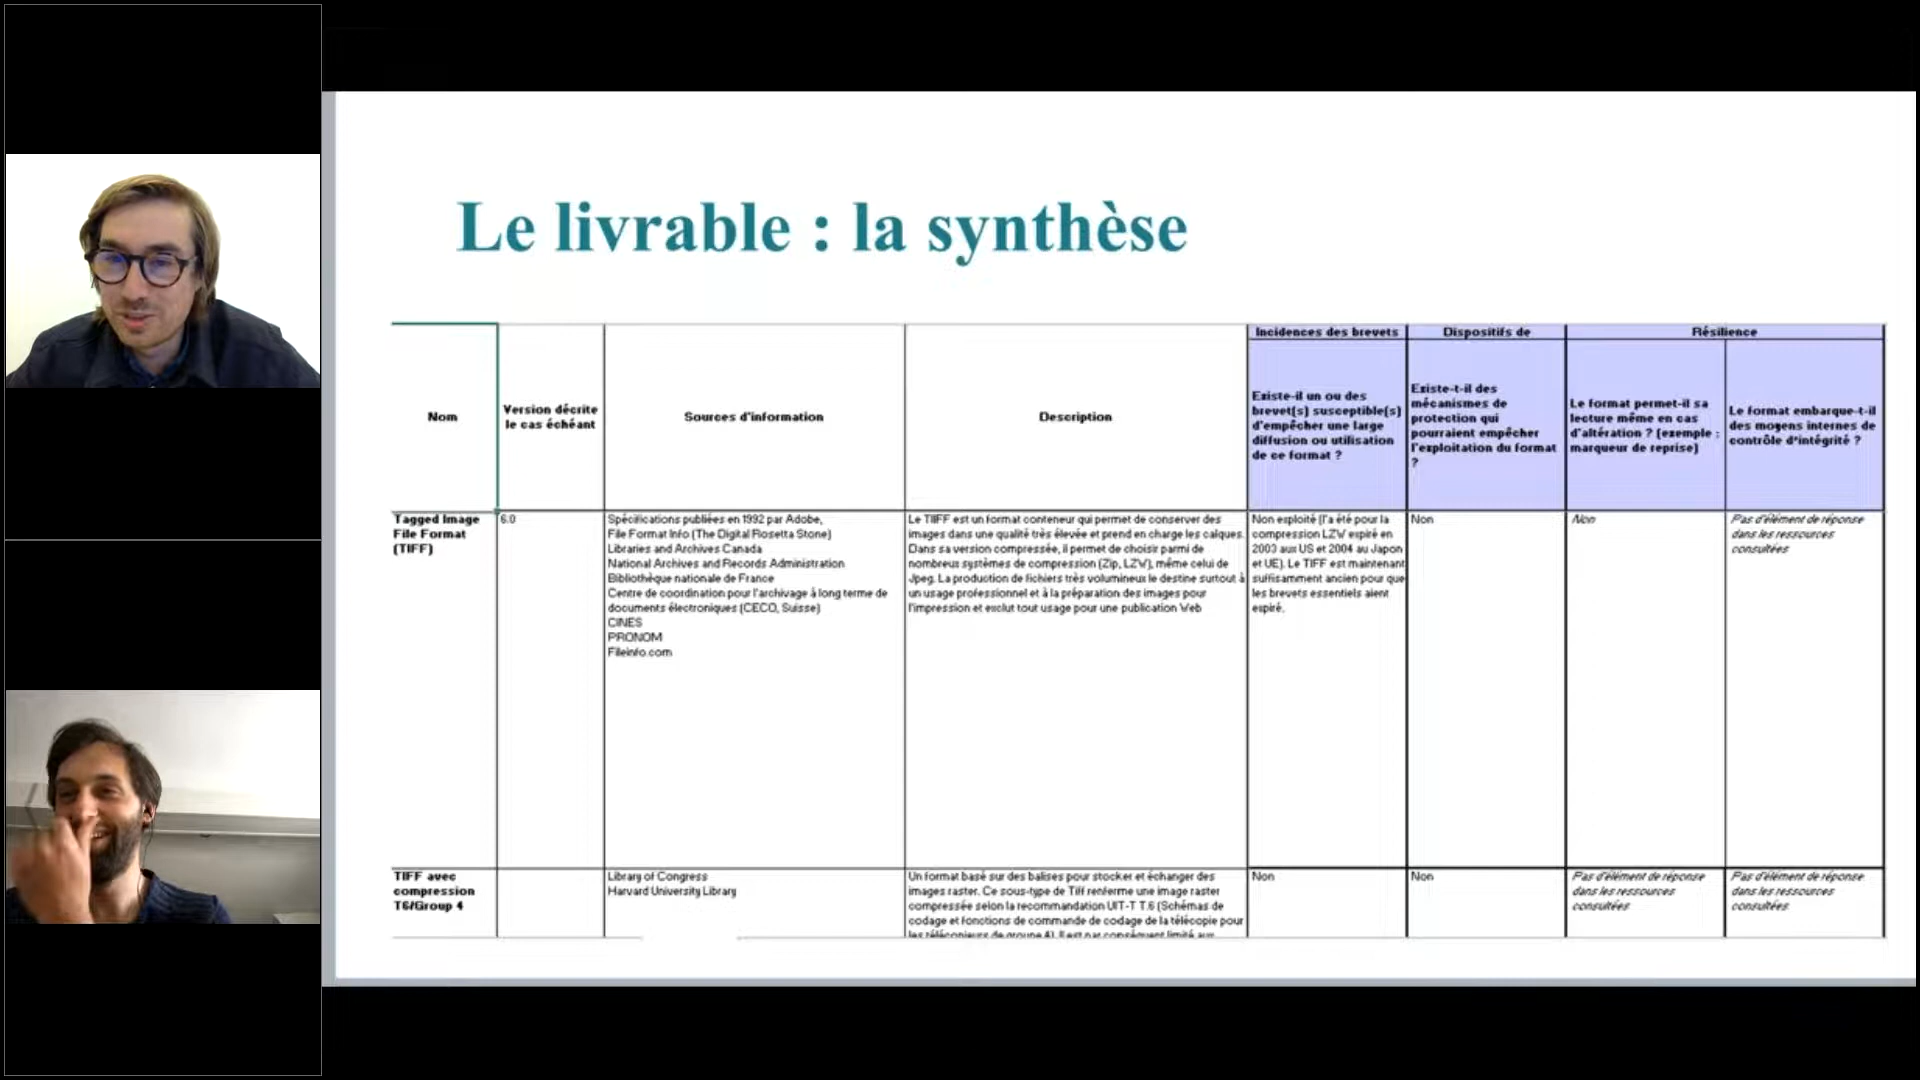 Le livrable : la synthèse
Incidences des brevets
Dispositifs de
Résilience
Nom
Version décrite
le cas échéant
Sources d'information
Description
Existe-il un ou des
brevet(s) susceptible(s)
d'empêcher une large
diffusion ou utilisation
de ce format ?
Existe-t-il des
mécanismes de
protection qui
pourraient empêcher
l'exploitation du format
?
Le format permet-il sa
lecture même en cas
d'altération ? (exemple :
marqueur de reprise)
Le format embarque-t-il
des moyens internes de
contrôle d'intégrité ?
Tagged Image
File Format
(TIFF)
6.0
Spécifications publiées en 1992 par Adobe,
File Format Info (The Digital Rosetta Stone)
Libraries and Archives Canada
National Archives and Records Administration
Bibliothèque nationale de France
Centre de coordination pour l'archivage à long terme de
documents électroniques (CECO, Suisse)
CINES
PRONOM
Fileinfo.com
Le TIFF est un format conteneur qui permet de conserver des
images dans une qualité très élevée et prend en charge les calques.
Dans sa version compressée, il permet de choisir parmi de
nombreux systèmes de compression (Zip, LZW), même celui de
Jpeg. La production de fichiers très volumineux le destine surtout à
un usage professionnel et à la préparation des images pour
l'impression et exclut tout usage pour une publication Web
Non exploité (l'a été pour la
compression LZW expiré en
2003 aux US et 2004 au Japon
et UE). Le TIFF est maintenant
suffisamment ancien pour que
les brevets essentiels aient
expiré.
Non
Non
Pas d'élément de réponse
dans les ressources
consultées
TIFF avec
compression
T6/Group 4
Library of Congress
Harvard University Library
Un format basé sur des balises pour stocker et échanger des
images raster. Ce sous-type de Tiff renferme une image raster
compressée selon la recommandation UIT-T T.6 (Schémas de
codage et fonctions de commande de codage de la télécopie pour
les télécopieurs de groupe 4). Il est par conséquent limité aux
Non
Non
Pas d'élément de réponse
dans les ressources
consultées
Pas d'élément de réponse
dans les ressources
consultées